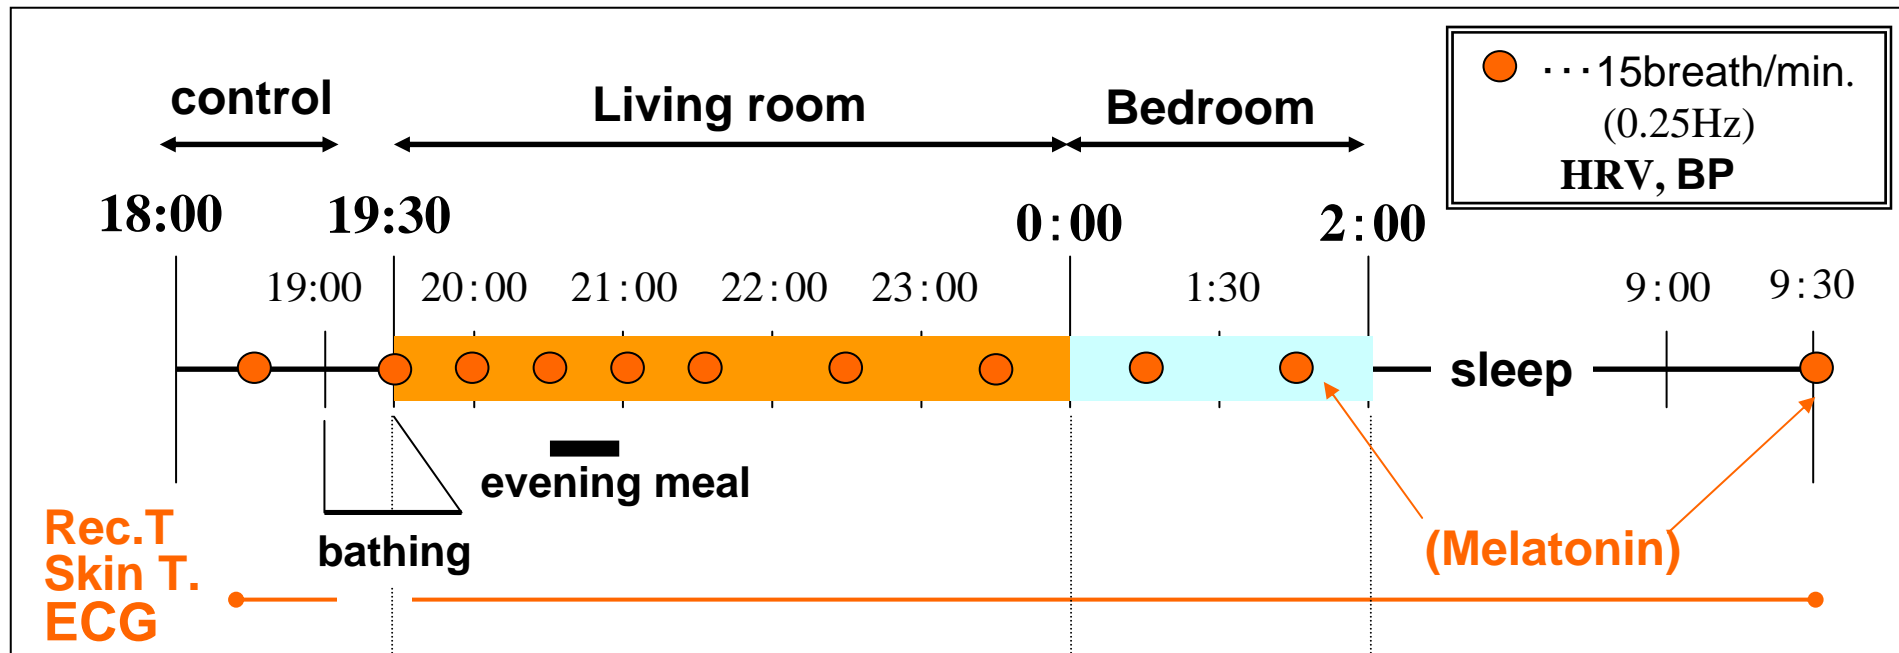 control
Living room
Bedroom
···15breath/min.
(0.25Hz)
HRV, BP
18:00
19:30
0:00
2:00
19:00
20:00
21:00
22:00
23:00
1:30
9:00
9:30
sleep
evening meal
bathing
(Melatonin)
Rec.T
Skin T.
ECG